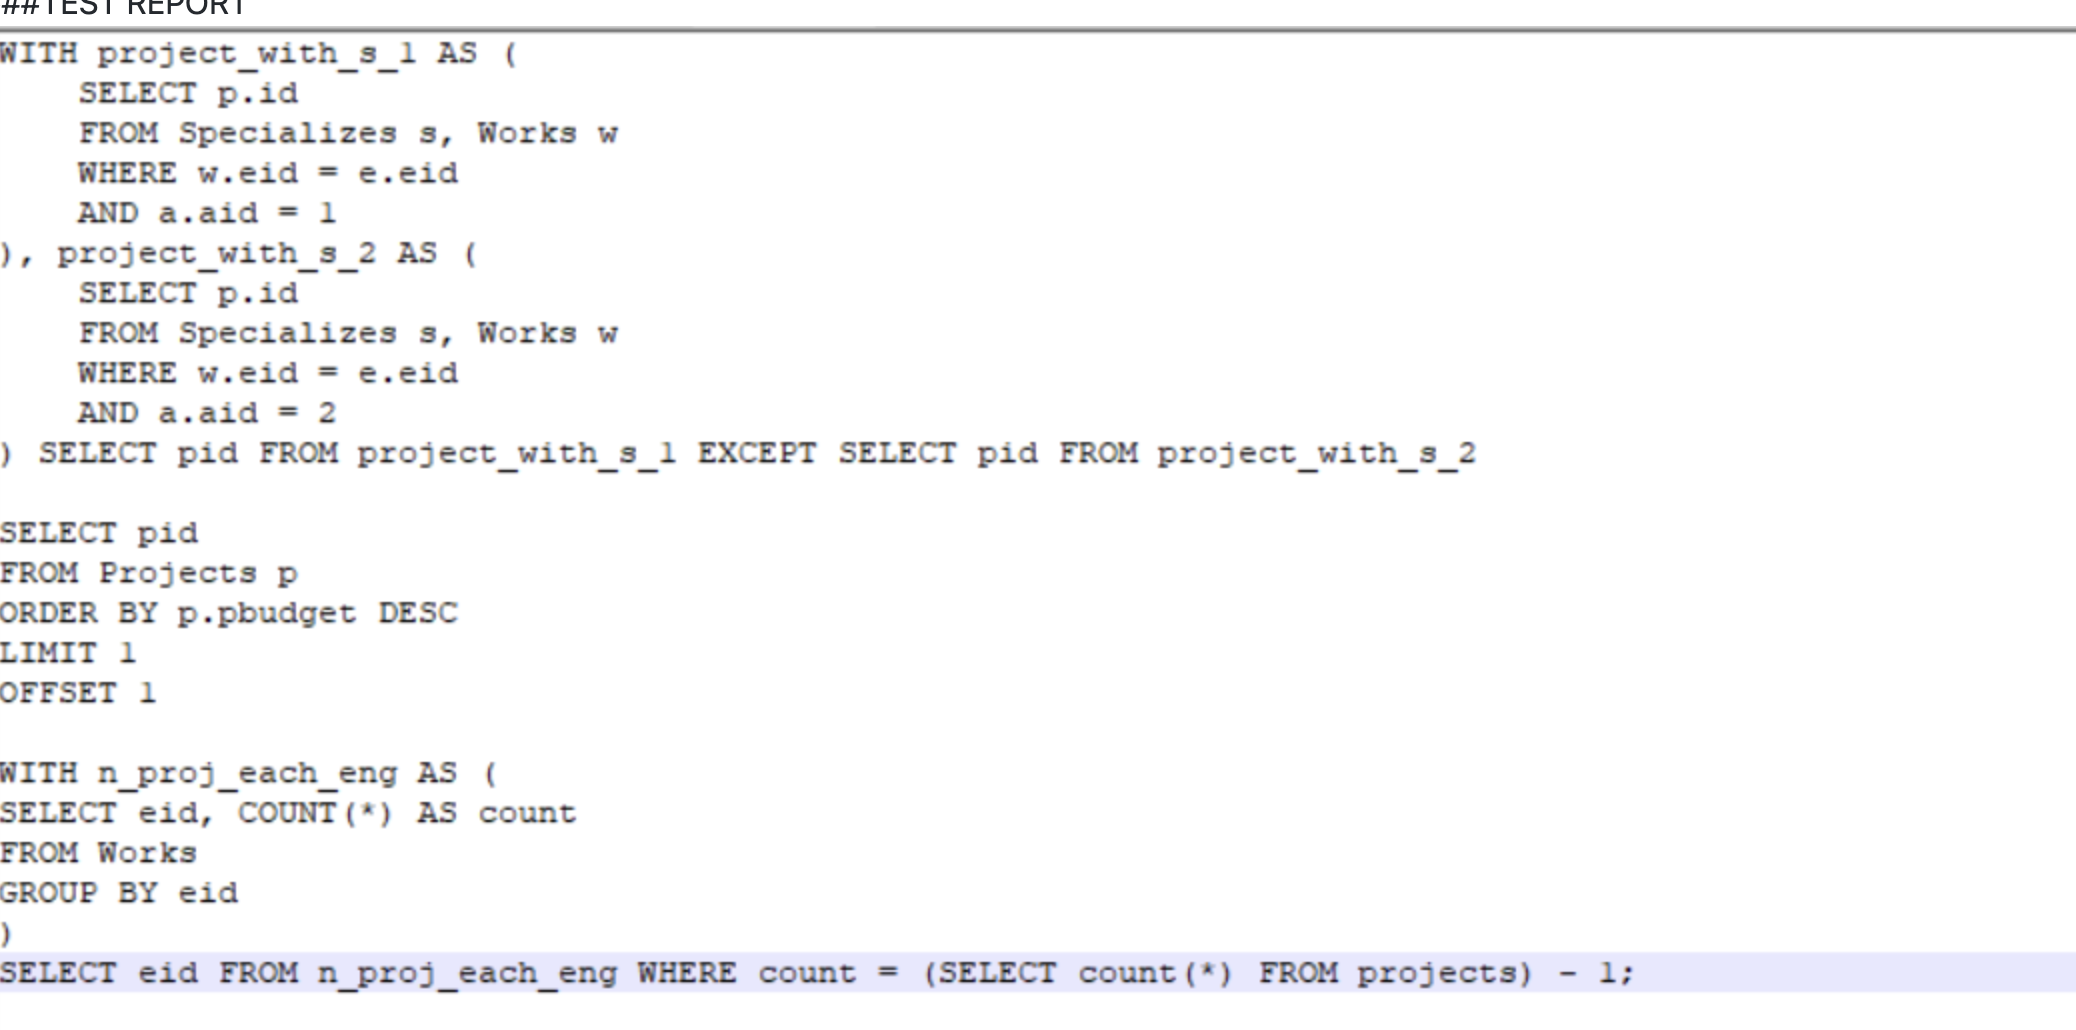 ##TEST REPORT
WITH project_with_s_1 AS (
    SELECT p.id
    FROM Specializes s, Works w
    WHERE w.eid = e.eid
    AND a.aid = 1
), project_with_s_2 AS (
    SELECT p.id
    FROM Specializes s, Works w
    WHERE w.eid = e.eid
    AND a.aid = 2
) SELECT pid FROM project_with_s_1 EXCEPT SELECT pid FROM project_with_s_2

SELECT pid
FROM Projects p
ORDER BY p.pbudget DESC
LIMIT 1
OFFSET 1

WITH n_proj_each_eng AS (
SELECT eid, COUNT(*) AS count
FROM Works
GROUP BY eid
)
SELECT eid FROM n_proj_each_eng WHERE count = (SELECT count(*) FROM projects) - 1;